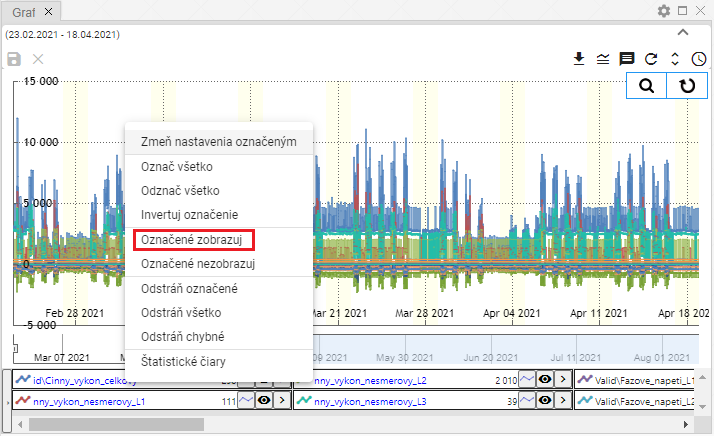 Graf
(23.02.2021 - 18.04.2021)
15 000
10 000
5 000
0
-5 000
Zmeň nastavenia označeným
Označ všetko
Odznač všetko
Invertuj označenie
Označené zobrazuj
Označené nezobrazuj
Odstráň označené
Odstráň všetko
Odstráň chybné
Štatistické čiary
Feb 28 2021
Mar 21 2021
Mar 28 2021
Apr 04 2021
Apr 11 2021
Apr 18 2021
Mar 07 2021
09 2021
May 30 2021
Jun 20 2021
Jul 11 2021
Aug 01 2021
id\Cinny_vykon_celkovy
nny_vykon_nesmerovy_L2 2 010
Valid\Fazove_napeti_L1
nny_vykon_nesmerovy_L1 111
nny_vykon_nesmerovy_L3 39
Valid\Fazove_napeti_L2